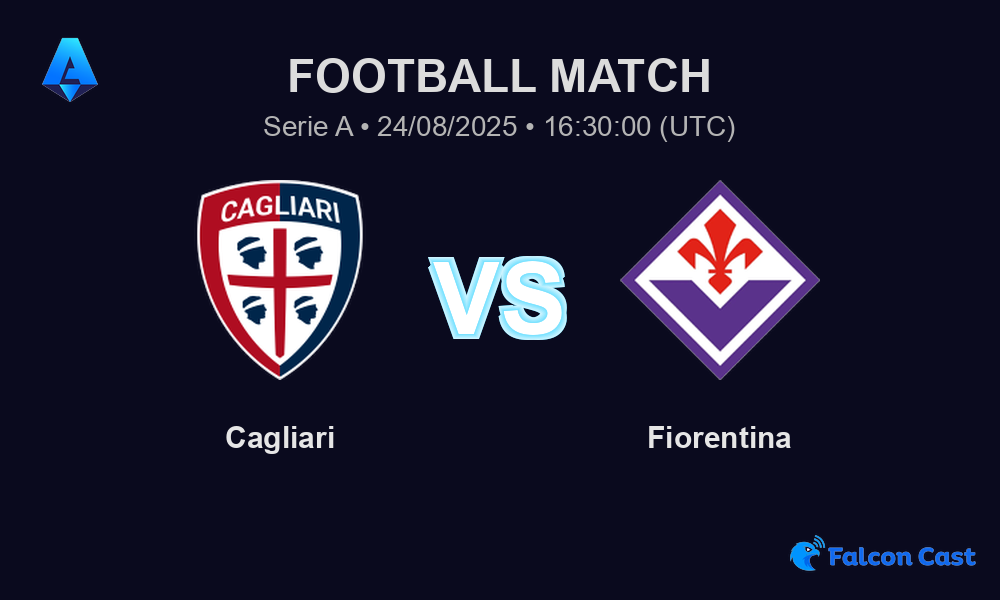 FOOTBALL MATCH
Serie A • 24/08/2025 • 16:30:00 (UTC)
CAGLIARI
VS
Cagliari
Fiorentina
Falcon Cast